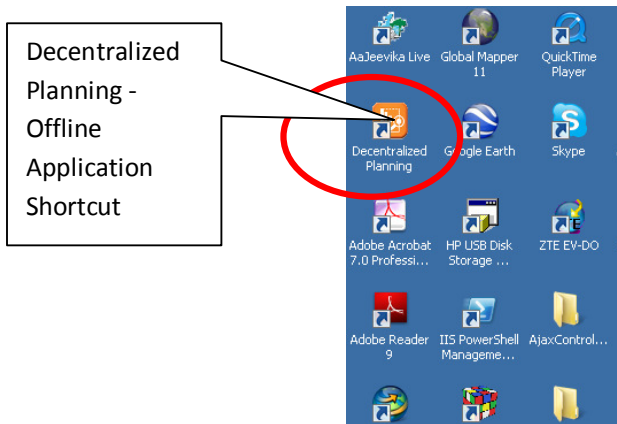 Decentralized
Planning -
Offline
Application
Shortcut
AaJeevika Live
Global Mapper
11
QuickTime
Player
Decentralized
Planning
Google Earth
Skype
Adobe Acrobat
7.0 Professi...
HP USB Disk
Storage ...
ZTE EV-DO
Adobe Reader
9
IIS PowerShell
Manageme...
AjaxControl...